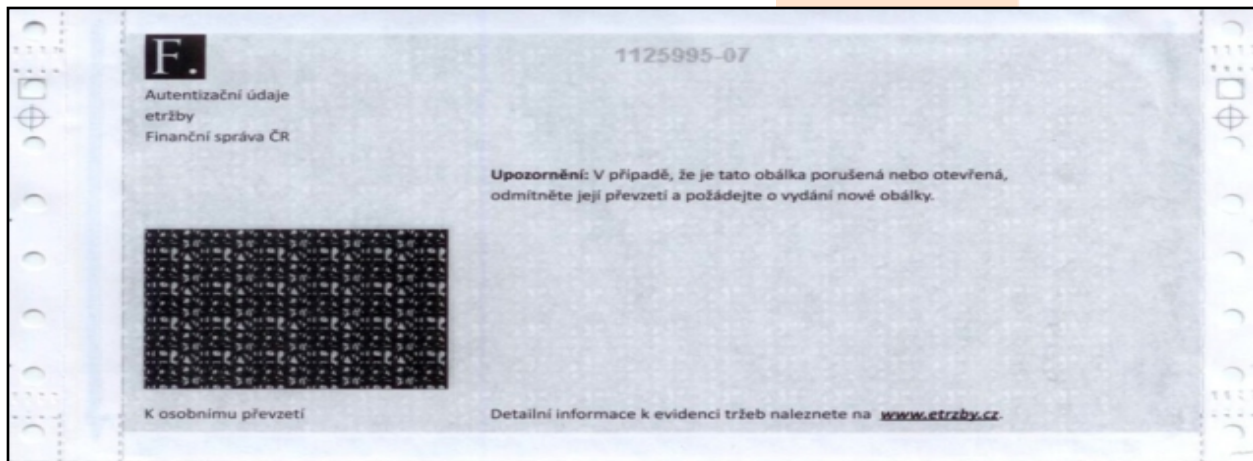 F.
1125995-07
Autentizační údaje
etržby
Finanční správa ČR
Upozornění: V případě, že je tato obálka porušená nebo otevřená,
odmítněte její převzetí a požádejte o vydání nové obálky.
K osobnímu převzetí
Detailní informace k evidenci tržeb naleznete na www.etrzby.cz.